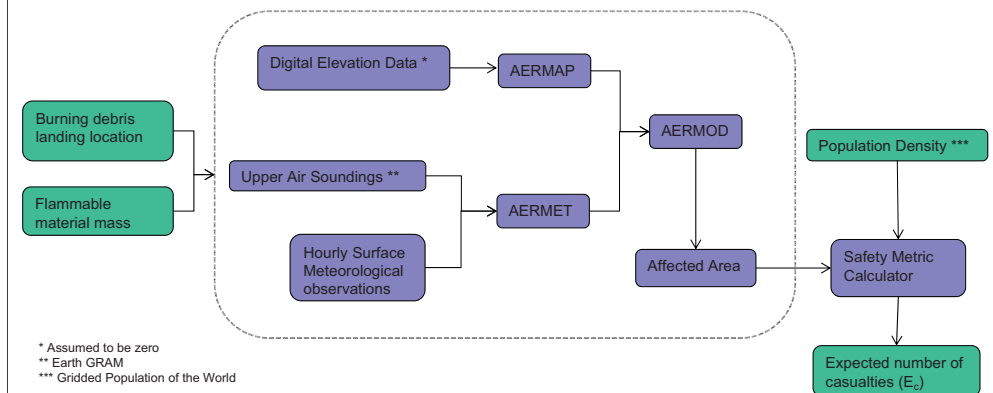 Digital Elevation Data *
AERMAP
Burning debris
landing location
AERMOD
Population Density ***
Upper Air Soundings **
Flammable
material mass
AERMET
Hourly Surface
Meteorological
observations
Affected Area
Safety Metric
Calculator
* Assumed to be zero
** Earth GRAM
*** Gridded Population of the World
Expected number of
casualties (Ec)